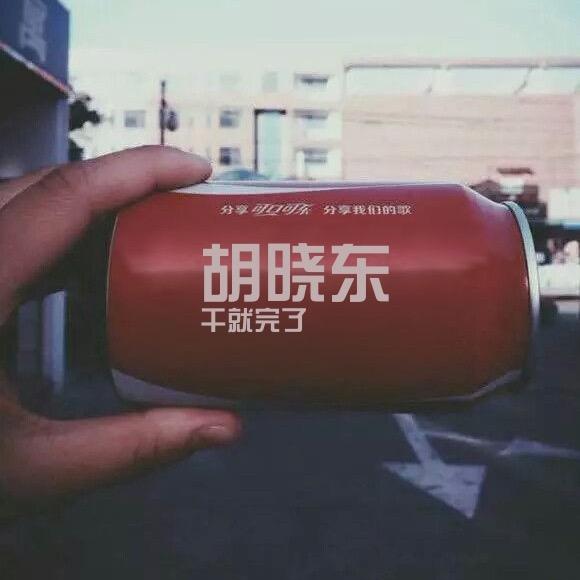 分享 可口可乐 分享我们的歌
胡晓东
干就完了